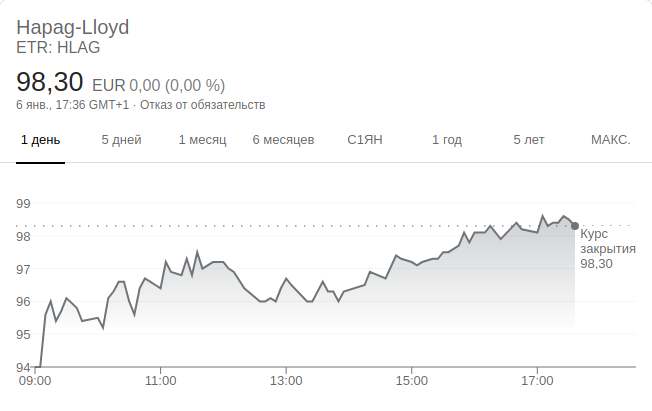 Hapag-Lloyd
ETR: HLAG
98,30 EUR 0,00 (0,00 %)
6 янв., 17:36 GMT+1 · Отказ от обязательств
1 день 5 дней 1 месяц 6 месяцев С1ЯН 1 год 5 лет МАКС.
99
98
97
96
95
94
Курс
закрытия
98,30
09:00 11:00 13:00 15:00 17:00